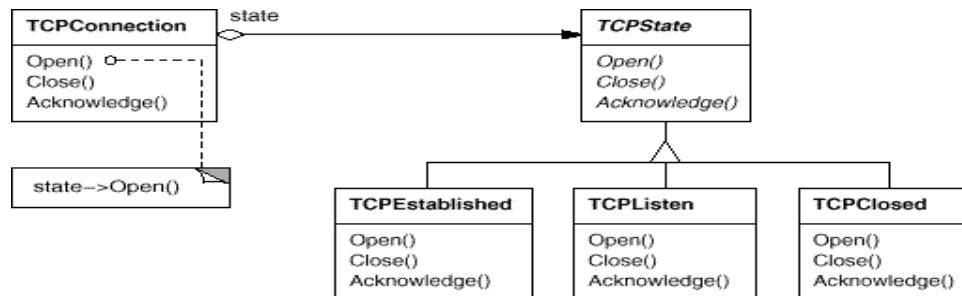 state
TCPConnection
Open()
Close()
Acknowledge()
state->Open()
TCPState
Open()
Close()
Acknowledge()
TCPEstablished
Open()
Close()
Acknowledge()
TCPListen
Open()
Close()
Acknowledge()
TCPClosed
Open()
Close()
Acknowledge()